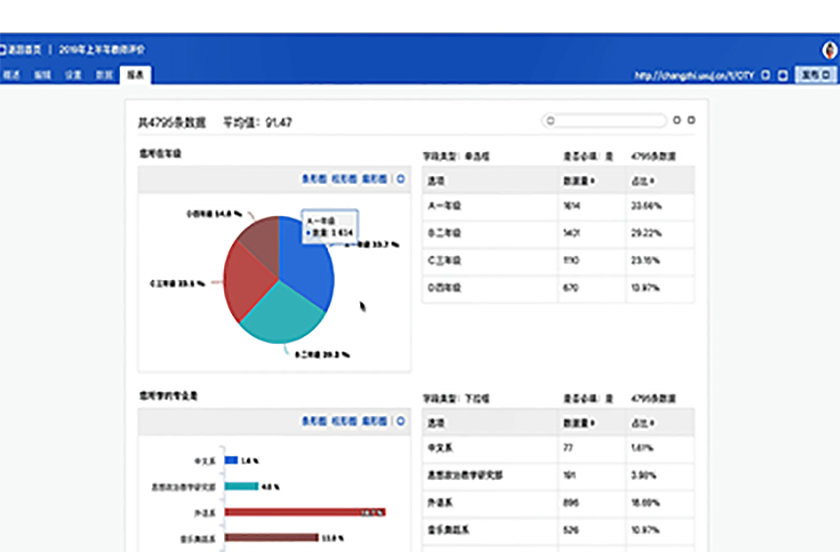 返回首页 | 2019年上半年教师评价
概述 编辑 设置 数据 报表
发布
共4795条数据 平均值：91.47
您所在年级
条形图 柱形图 扇形图
D四年级 14.0 %
A一年级
数量: 1 614
A一年级 33.7 %
C三年级 23.1 %
B二年级 29.2 %
字段类型：单选框 是否必填：是 4795条数据
选项 数据量 占比
A一年级 1614 33.66%
B二年级 1401 29.22%
C三年级 1110 23.15%
D四年级 670 13.97%
您所学的专业是
条形图 柱形图 扇形图
中文系 1.6 %
思想政治教学研究部 4.0 %
外语系
音乐舞蹈系
字段类型：下拉框 是否必填：是 4795条数据
选项 数据量 占比
中文系 77 1.61%
思想政治教学研究部 191 3.98%
外语系 896 18.69%
音乐舞蹈系 526 10.97%